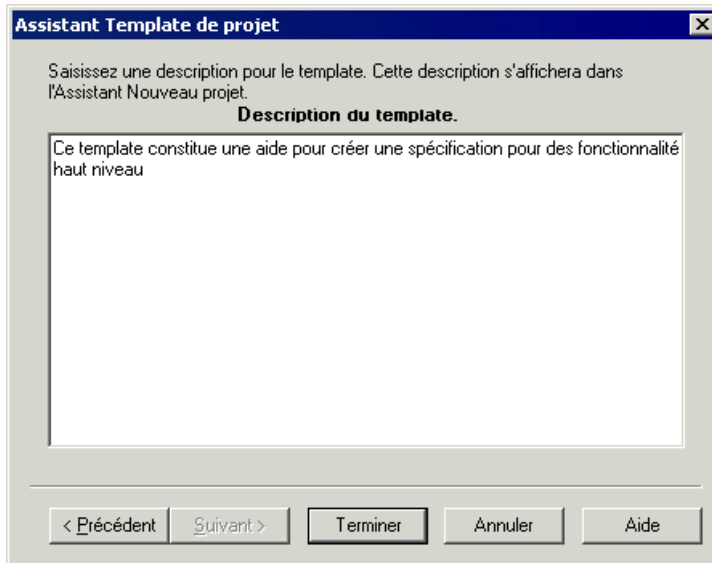 Assistant Template de projet
Saisissez une description pour le template. Cette description s'affichera dans
l'Assistant Nouveau projet.
Description du template.
Ce template constitue une aide pour créer une spécification pour des fonctionnalité
haut niveau
< Précédent Suivant > Terminer Annuler Aide